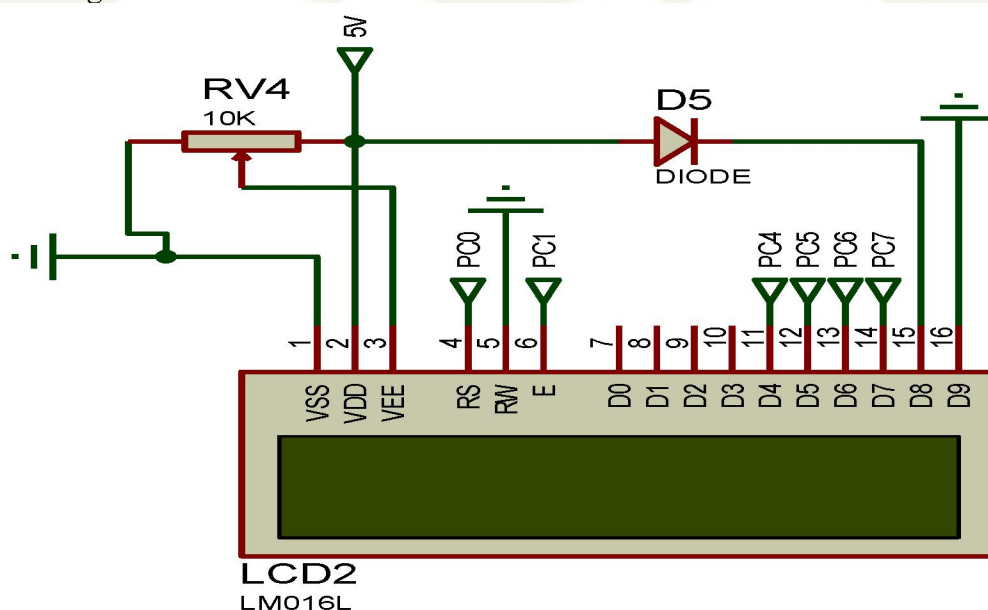 5V
RV4
10K
D5
DIODE
PC0
PC1
PC4
PC5
PC6
PC7
1
2
3
4
5
6
7
8
9
10
11
12
13
14
15
16
VSS
VDD
VEE
RS
RW
E
D0
D1
D2
D3
D4
D5
D6
D7
D8
D9
LCD2
LM016L